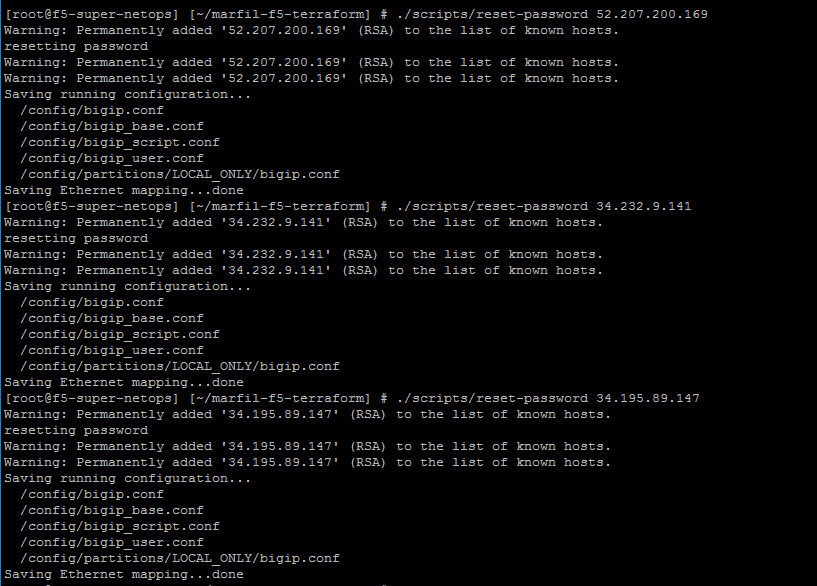 [root@f5-super-netops] [~/marfil-f5-terraform] # ./scripts/reset-password 52.207.200.169
Warning: Permanently added '52.207.200.169' (RSA) to the list of known hosts.
resetting password
Warning: Permanently added '52.207.200.169' (RSA) to the list of known hosts.
Warning: Permanently added '52.207.200.169' (RSA) to the list of known hosts.
Saving running configuration...
  /config/bigip.conf
  /config/bigip_base.conf
  /config/bigip_script.conf
  /config/bigip_user.conf
  /config/partitions/LOCAL_ONLY/bigip.conf
Saving Ethernet mapping...done
[root@f5-super-netops] [~/marfil-f5-terraform] # ./scripts/reset-password 34.232.9.141
Warning: Permanently added '34.232.9.141' (RSA) to the list of known hosts.
resetting password
Warning: Permanently added '34.232.9.141' (RSA) to the list of known hosts.
Warning: Permanently added '34.232.9.141' (RSA) to the list of known hosts.
Saving running configuration...
  /config/bigip.conf
  /config/bigip_base.conf
  /config/bigip_script.conf
  /config/bigip_user.conf
  /config/partitions/LOCAL_ONLY/bigip.conf
Saving Ethernet mapping...done
[root@f5-super-netops] [~/marfil-f5-terraform] # ./scripts/reset-password 34.195.89.147
Warning: Permanently added '34.195.89.147' (RSA) to the list of known hosts.
resetting password
Warning: Permanently added '34.195.89.147' (RSA) to the list of known hosts.
Warning: Permanently added '34.195.89.147' (RSA) to the list of known hosts.
Saving running configuration...
  /config/bigip.conf
  /config/bigip_base.conf
  /config/bigip_script.conf
  /config/bigip_user.conf
  /config/partitions/LOCAL_ONLY/bigip.conf
Saving Ethernet mapping...done